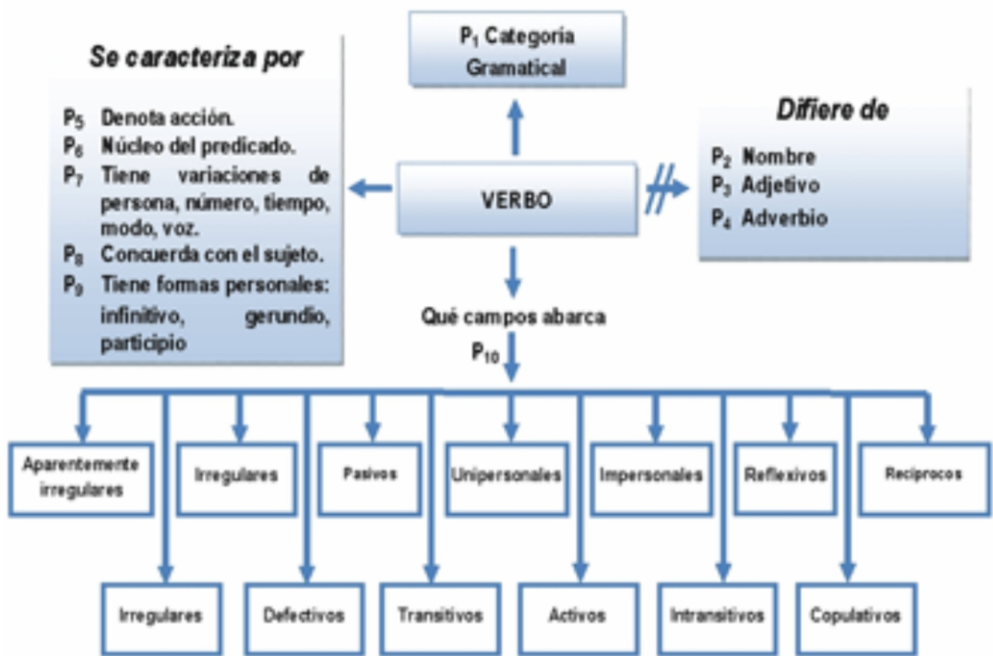 P₁ Categoría
Gramatical
Se caracteriza por
P₅ Denota acción.
P₆ Núcleo del predicado.
P₇ Tiene variaciones de
persona, número, tiempo,
modo, voz.
P₈ Concuerda con el sujeto.
P₉ Tiene formas personales:
infinitivo, gerundio,
participio
VERBO
Difiere de
P₂ Nombre
P₃ Adjetivo
P₄ Adverbio
Qué campos abarca
P₁₀
Aparentemente
irregulares
Irregulares
Pasivos
Unipersonales
Impersonales
Reflexivos
Recíprocos
Irregulares
Defectivos
Transitivos
Activos
Intransitivos
Copulativos